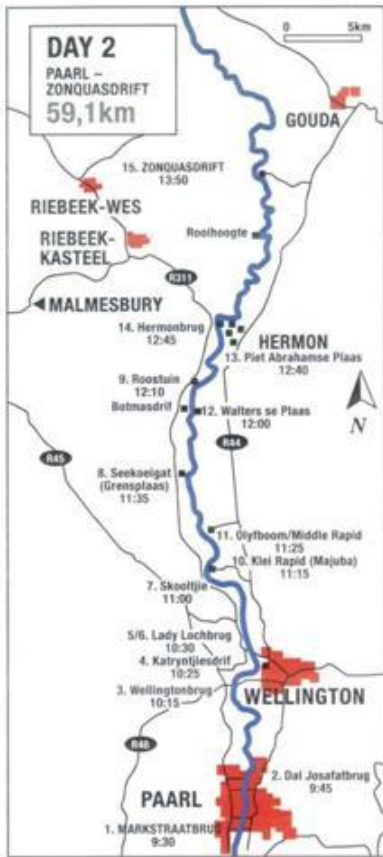 DAY 2
PAARL –
ZONQUASDRIFT
59,1km
0 5km
GOUDA
15. ZONQUASDRIFT
13:50
RIEBEEK-WES
Rooihoogte
RIEBEEK-
KASTEEL
R311
MALMESBURY
14. Hermonbrug
12:45
HERMON
13. Piet Abrahamse Plaas
12:40
9. Roostuin
12:10
Botmasdrif
12. Walters se Plaas
12:00
N
R44
R45
8. Seekoeigat
(Grensplaas)
11:35
11. Olyfboom/Middle Rapid
11:25
10. Klei Rapid (Majuba)
11:15
7. Skooltjie
11:00
5/6. Lady Lochbrug
10:30
4. Katryntjiesdrif
10:25
3. Wellingtonbrug
10:15
WELLINGTON
2. Dal Josafatbrug
9:45
PAARL
1. MARKSTRAATBRUG
9:30